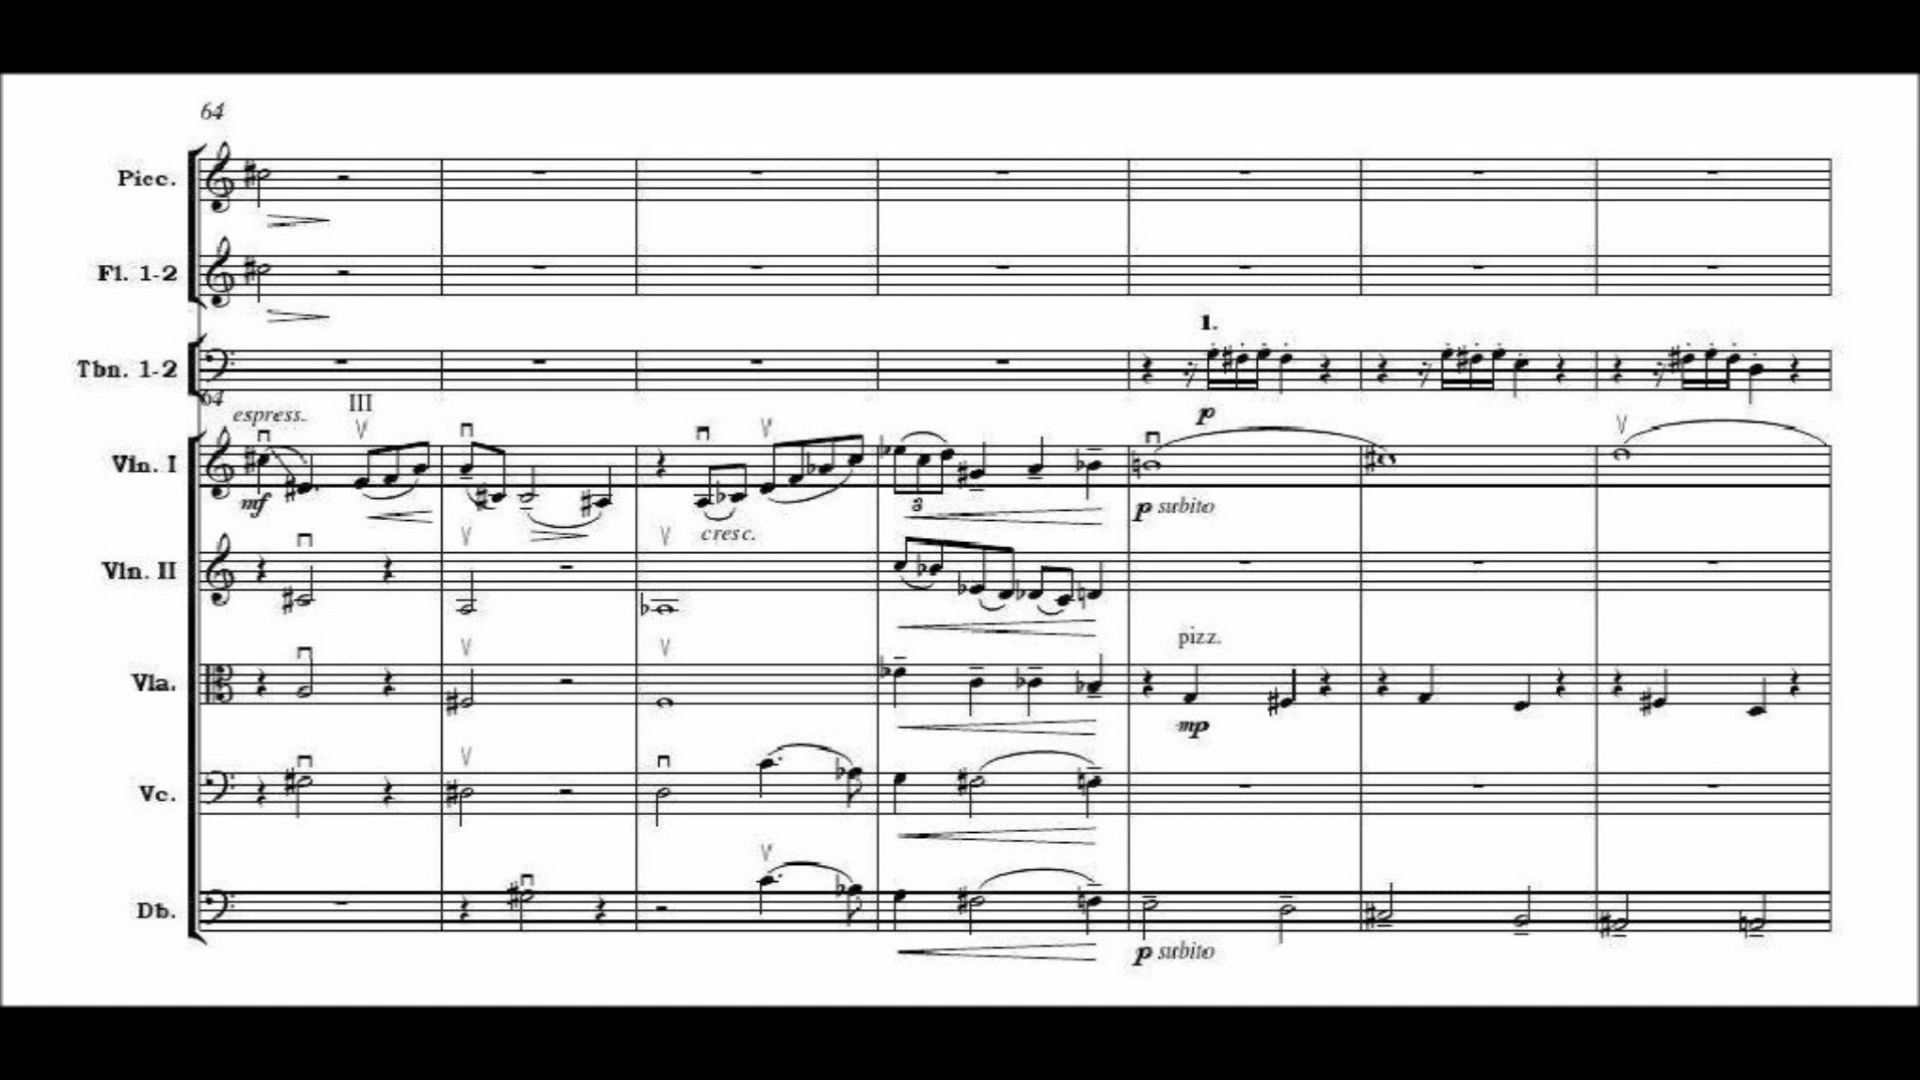 64
Picc.
Fl. 1-2
1.
Tbn. 1-2
p
64
espress.
III
Vln. I
mf
3
p subito
cresc.
Vln. II
pizz.
Vla.
mp
Vc.
Db.
p subito